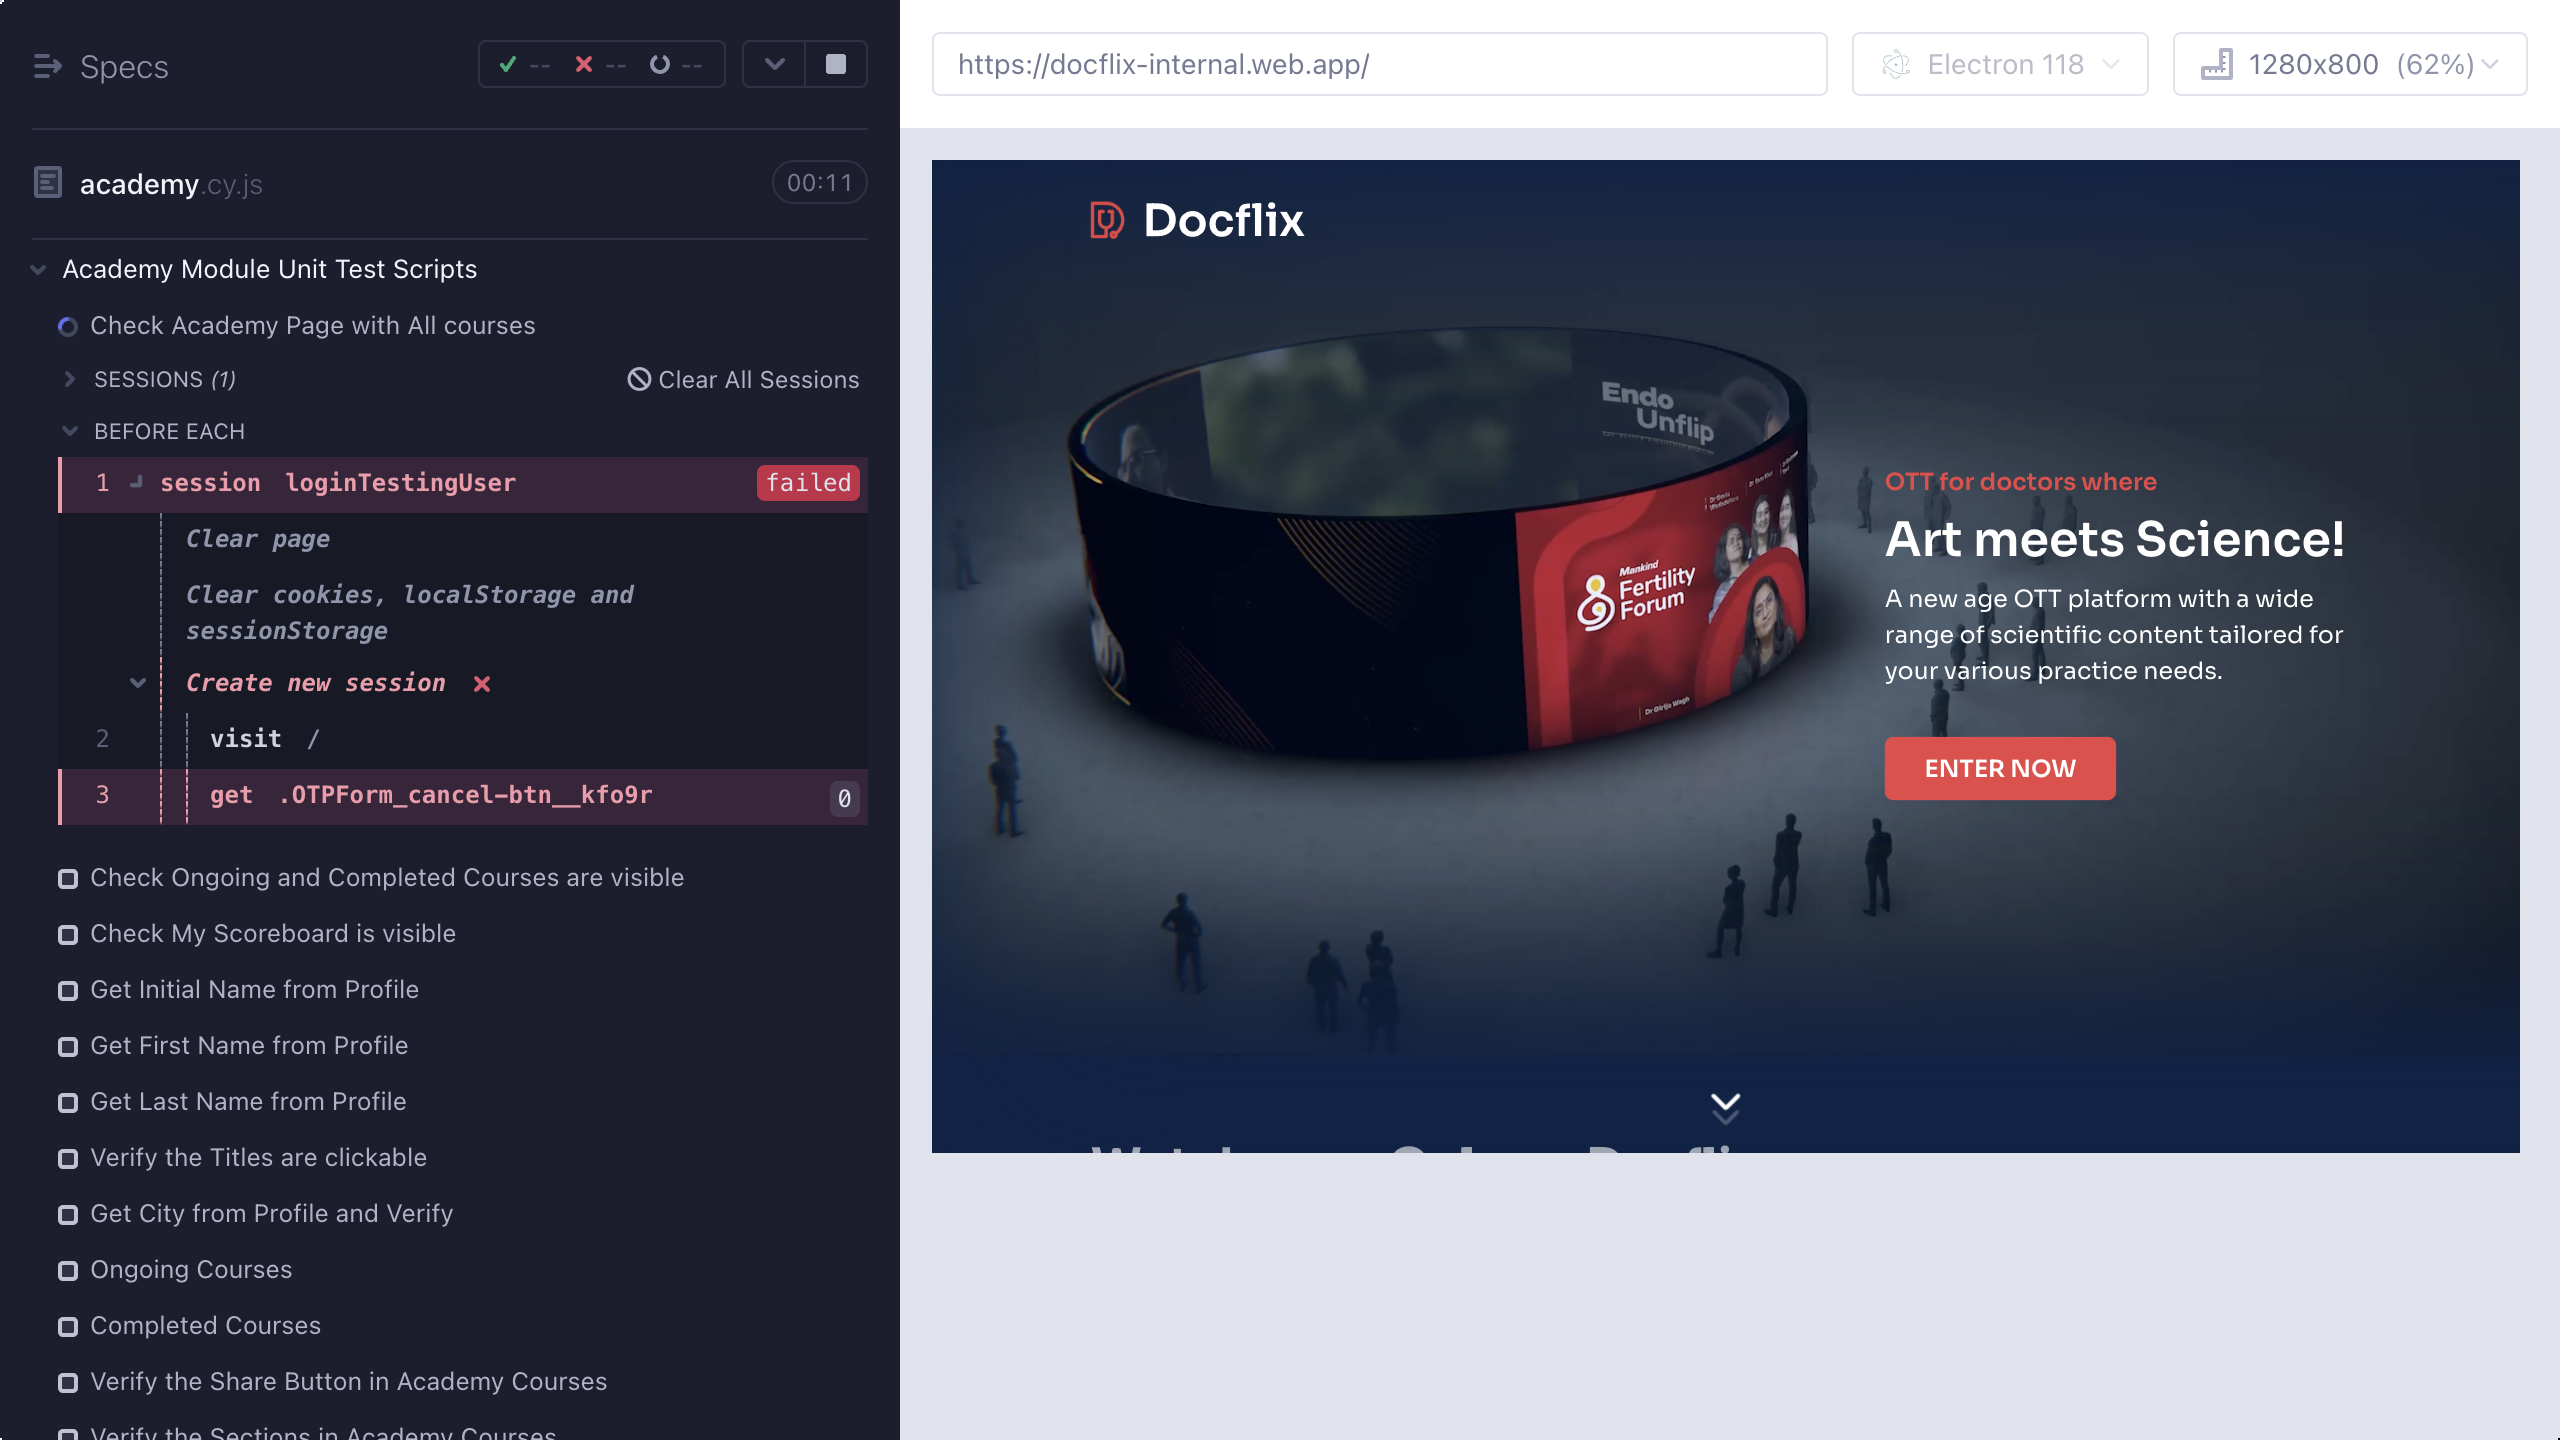 Specs
-- -- --
academy.cy.js
00:11
Academy Module Unit Test Scripts
Check Academy Page with All courses
SESSIONS (1)
Clear All Sessions
BEFORE EACH
1 session loginTestingUser failed
Clear page
Clear cookies, localStorage and
sessionStorage
Create new session
2 visit /
3 get .OTPForm_cancel-btn__kfo9r 0
Check Ongoing and Completed Courses are visible
Check My Scoreboard is visible
Get Initial Name from Profile
Get First Name from Profile
Get Last Name from Profile
Verify the Titles are clickable
Get City from Profile and Verify
Ongoing Courses
Completed Courses
Verify the Share Button in Academy Courses
Verify the Sections in Academy Courses
https://docflix-internal.web.app/
Electron 118
1280x800 (62%)
Docflix
Endo
Unflip
Mankind
Fertility
Forum
OTT for doctors where
Art meets Science!
A new age OTT platform with a wide
range of scientific content tailored for
your various practice needs.
ENTER NOW